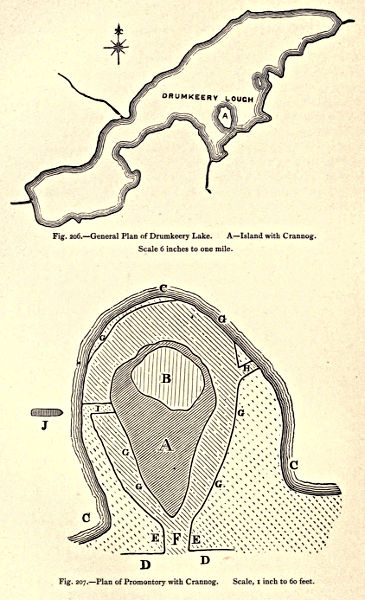 DRUMKEERY LOUGH
A
Fig. 206.—General Plan of Drumkeery Lake. A—Island with Crannog.
Scale 6 inches to one mile.
C
G
G
H
B
I
J
G
A
G
C
G
G
C
E F E
D D
Fig. 207.—Plan of Promontory with Crannog. Scale, 1 inch to 60 feet.